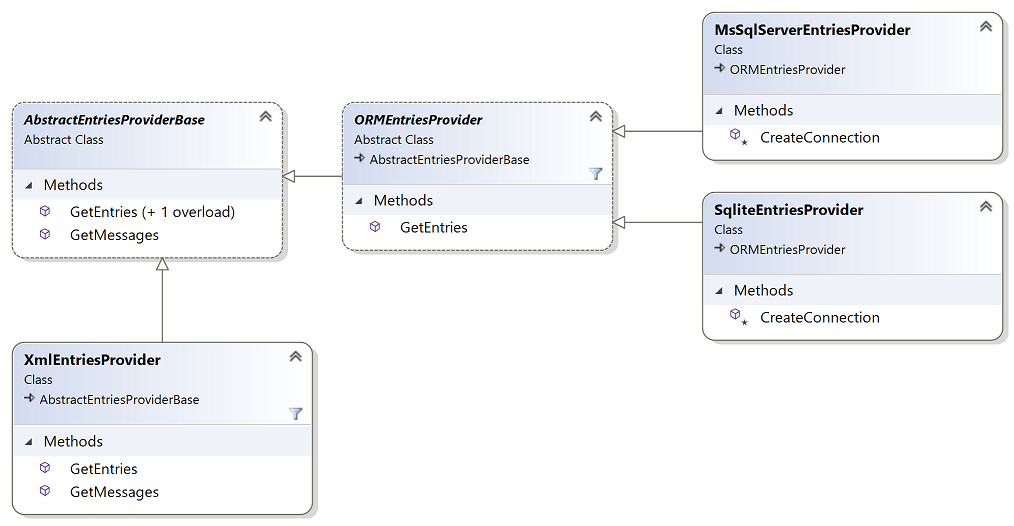 AbstractEntriesProviderBase
Abstract Class
Methods
GetEntries (+ 1 overload)
GetMessages
ORMEntriesProvider
Abstract Class
AbstractEntriesProviderBase
Methods
GetEntries
MsSqlServerEntriesProvider
Class
ORMEntriesProvider
Methods
CreateConnection
SqliteEntriesProvider
Class
ORMEntriesProvider
Methods
CreateConnection
XmlEntriesProvider
Class
AbstractEntriesProviderBase
Methods
GetEntries
GetMessages